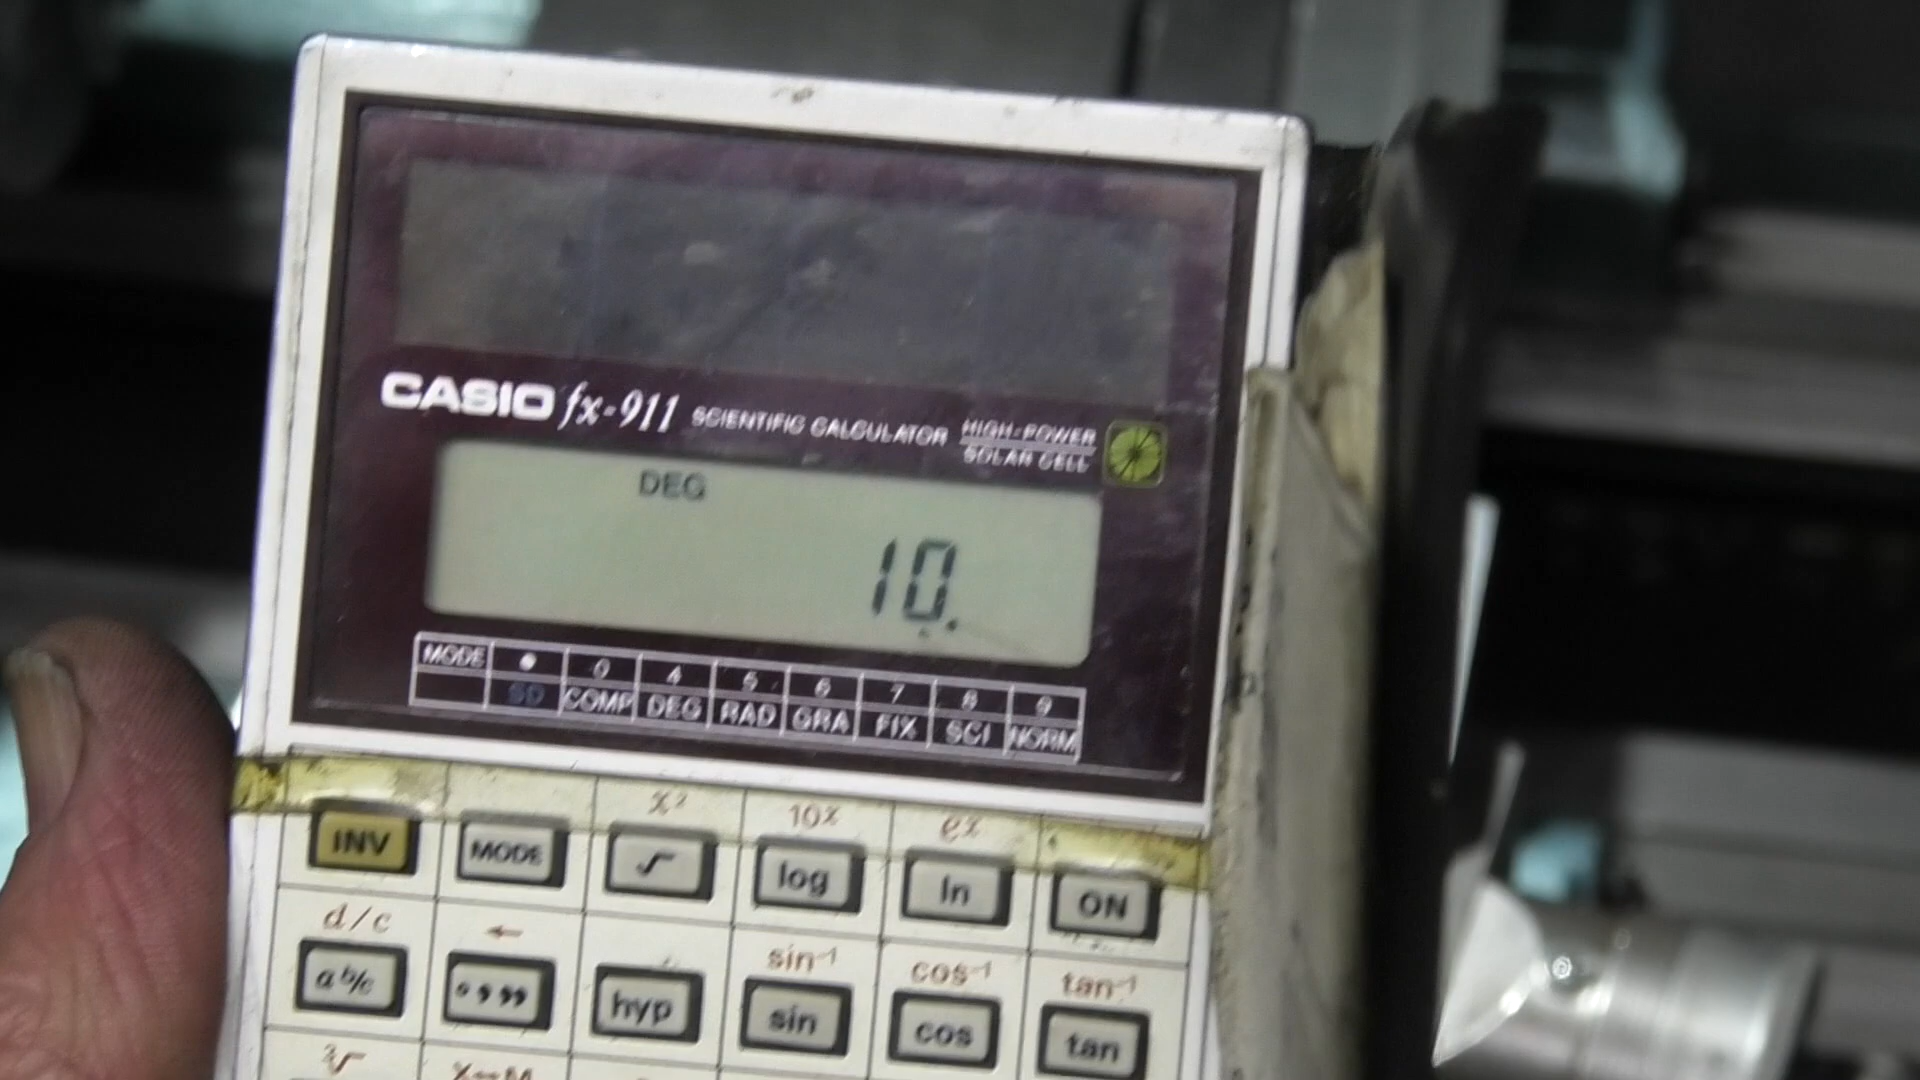 CASIO fx-911 SCIENTIFIC CALCULATOR HIGH-POWER
SOLAR CELL
DEG
10.
MODE • 0 4 5 6 7 8 9
SD COMP DEG RAD GRA FIX SCI NORM
x² 10ˣ eˣ
INV MODE √ log ln ON
d/c ← sin⁻¹ cos⁻¹ tan⁻¹
a b/c ° ’ ’’ hyp sin cos tan
³√ X↔M